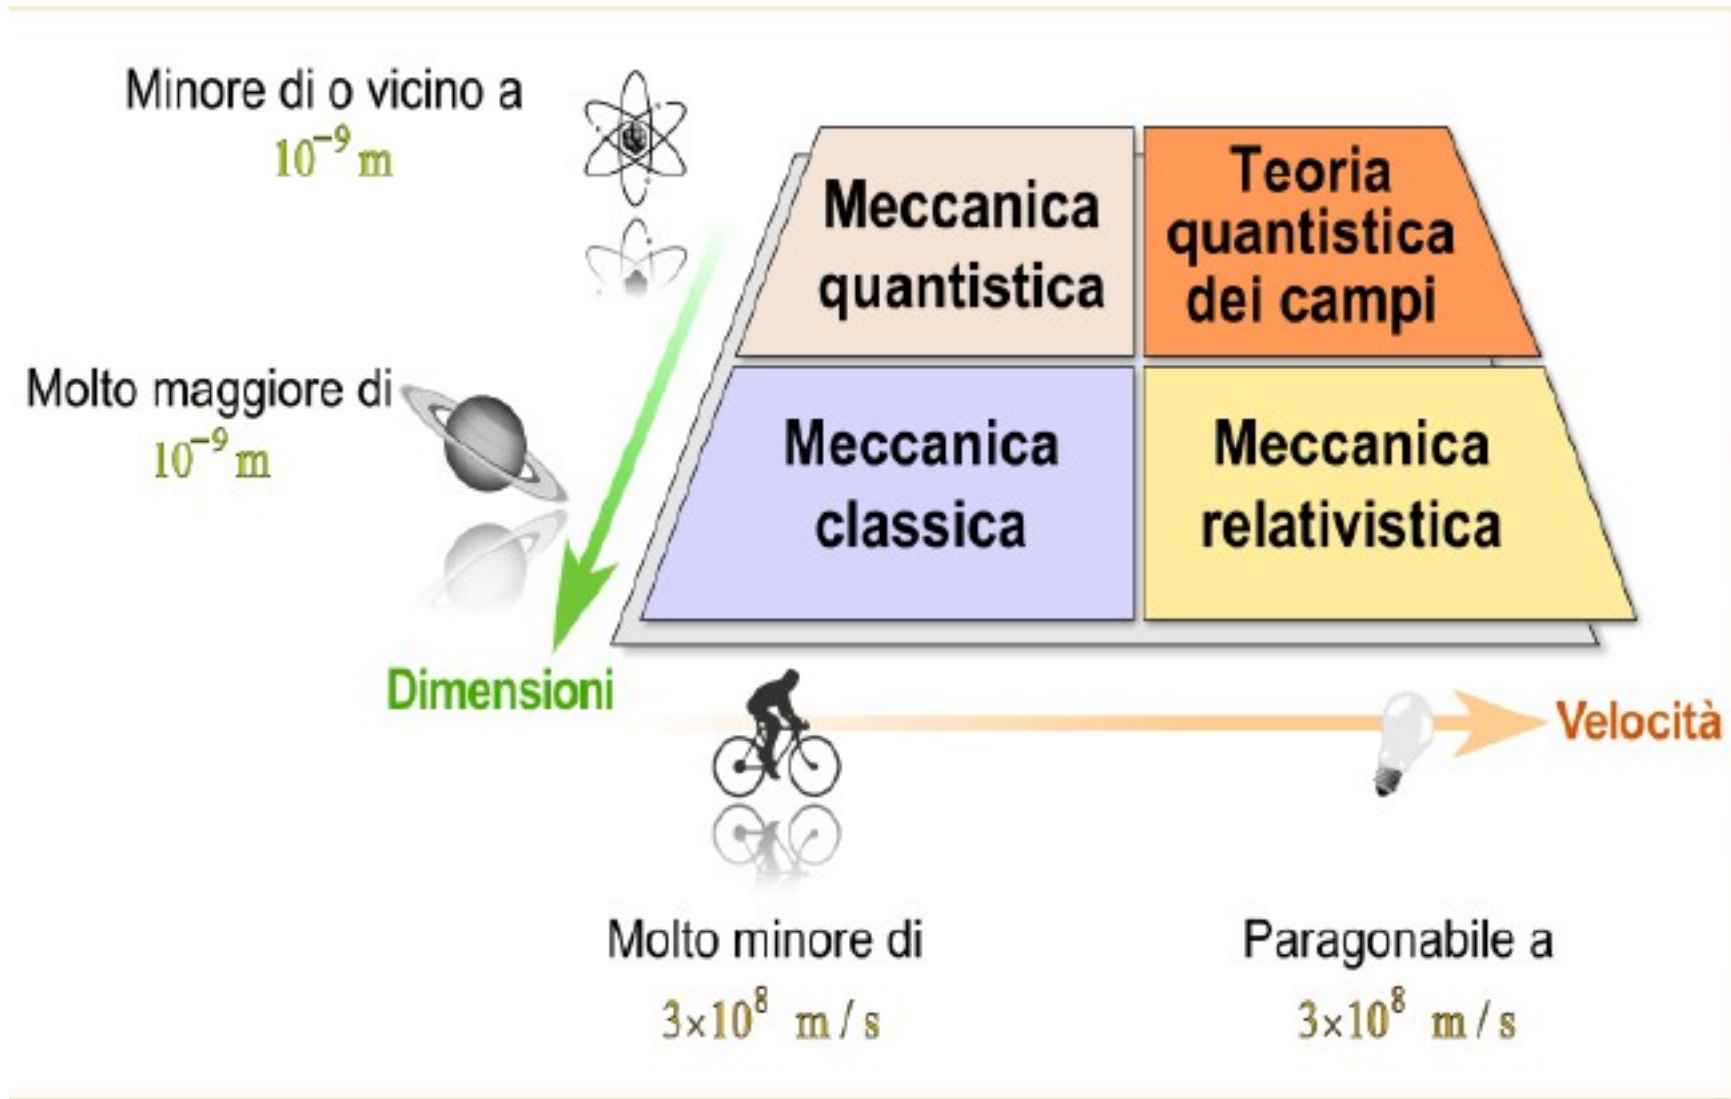 Minore di o vicino a
10⁻⁹ m
Meccanica
quantistica
Teoria
quantistica
dei campi
Molto maggiore di
10⁻⁹ m
Meccanica
classica
Meccanica
relativistica
Dimensioni
Velocità
Molto minore di
3×10⁸ m / s
Paragonabile a
3×10⁸ m / s